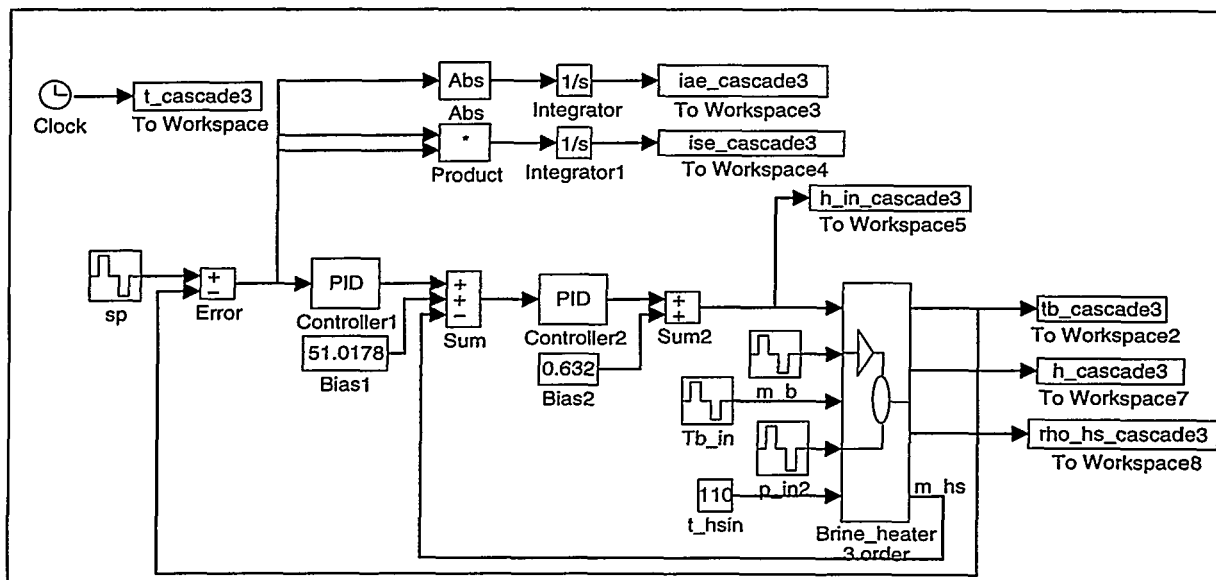 Abs
1/s
iae_cascade3
t_cascade3
Abs
Integrator
To Workspace3
Clock
To Workspace
*
1/s
ise_cascade3
Product
Integrator1
To Workspace4
h_in_cascade3
To Workspace5
sp
+
−
Error
PID
Controller1
51.0178
Bias1
+
+
−
Sum
PID
Controller2
0.632
Bias2
+
+
Sum2
m_b
Tb_in
p_in2
110
t_hsin
Brine_heater
3.order
m_hs
tb_cascade3
To Workspace2
h_cascade3
To Workspace7
rho_hs_cascade3
To Workspace8